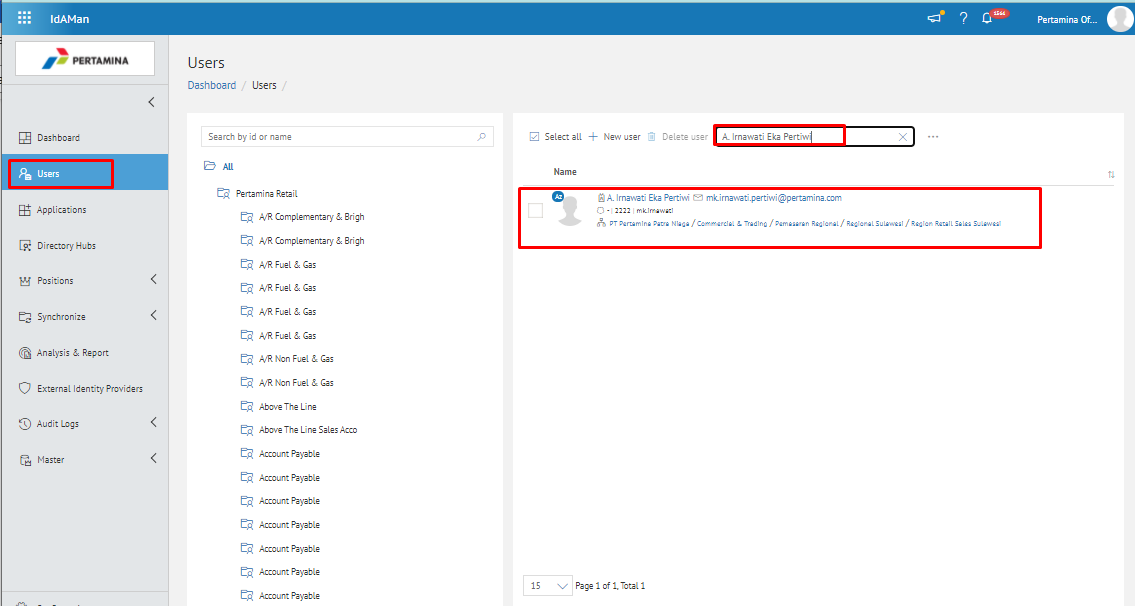 IdAMan
1564
Pertamina Of...
PERTAMINA
Dashboard
Users
Applications
Directory Hubs
Positions
Synchronize
Analysis & Report
External Identity Providers
Audit Logs
Master
Users
Dashboard / Users /
Search by id or name
All
Pertamina Retail
A/R Complementary & Brigh
A/R Complementary & Brigh
A/R Fuel & Gas
A/R Fuel & Gas
A/R Fuel & Gas
A/R Fuel & Gas
A/R Non Fuel & Gas
A/R Non Fuel & Gas
Above The Line
Above The Line Sales Acco
Account Payable
Account Payable
Account Payable
Account Payable
Account Payable
Account Payable
Account Payable
Select all New user Delete user A. Irnawati Eka Pertiwi ...
Name
A. Irnawati Eka Pertiwi mk.irnawati.pertiwi@pertamina.com
- | 2222 | mk.irnawati
PT Pertamina Patra Niaga / Commercial & Trading / Pemasaran Regional / Regional Sulawesi / Region Retail Sales Sulawesi
15 Page 1 of 1, Total 1